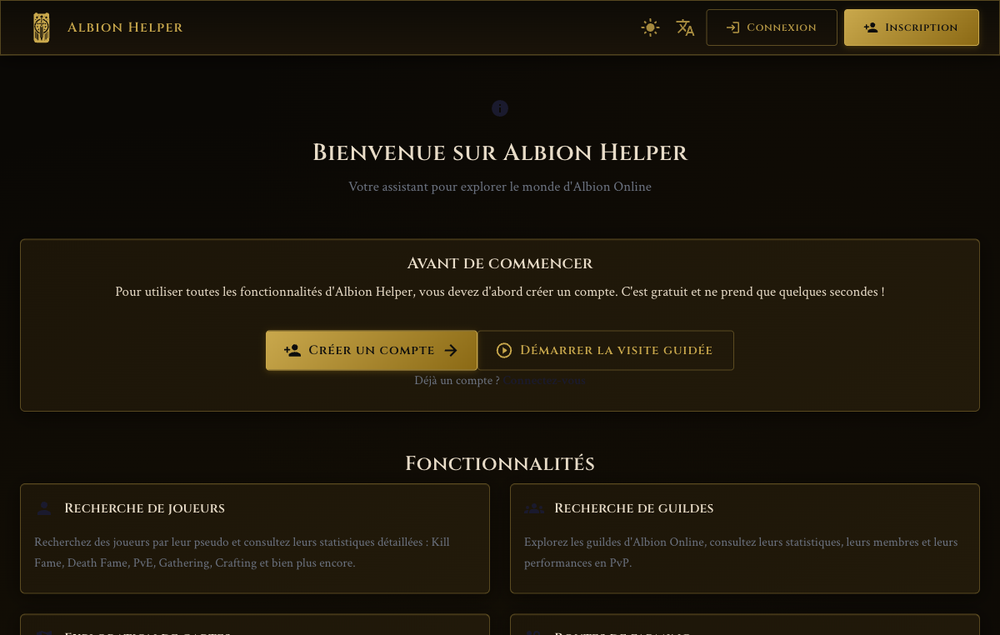 Albion Helper
Connexion
Inscription
Bienvenue sur Albion Helper
Votre assistant pour explorer le monde d'Albion Online
Avant de commencer
Pour utiliser toutes les fonctionnalités d'Albion Helper, vous devez d'abord créer un compte. C'est gratuit et ne prend que quelques secondes !
Créer un compte
Démarrer la visite guidée
Déjà un compte ?
Fonctionnalités
Recherche de joueurs
Recherchez des joueurs par leur pseudo et consultez leurs statistiques détaillées : Kill
Fame, Death Fame, PvE, Gathering, Crafting et bien plus encore.
Recherche de guildes
Explorez les guildes d'Albion Online, consultez leurs statistiques, leurs membres et leurs
performances en PvP.